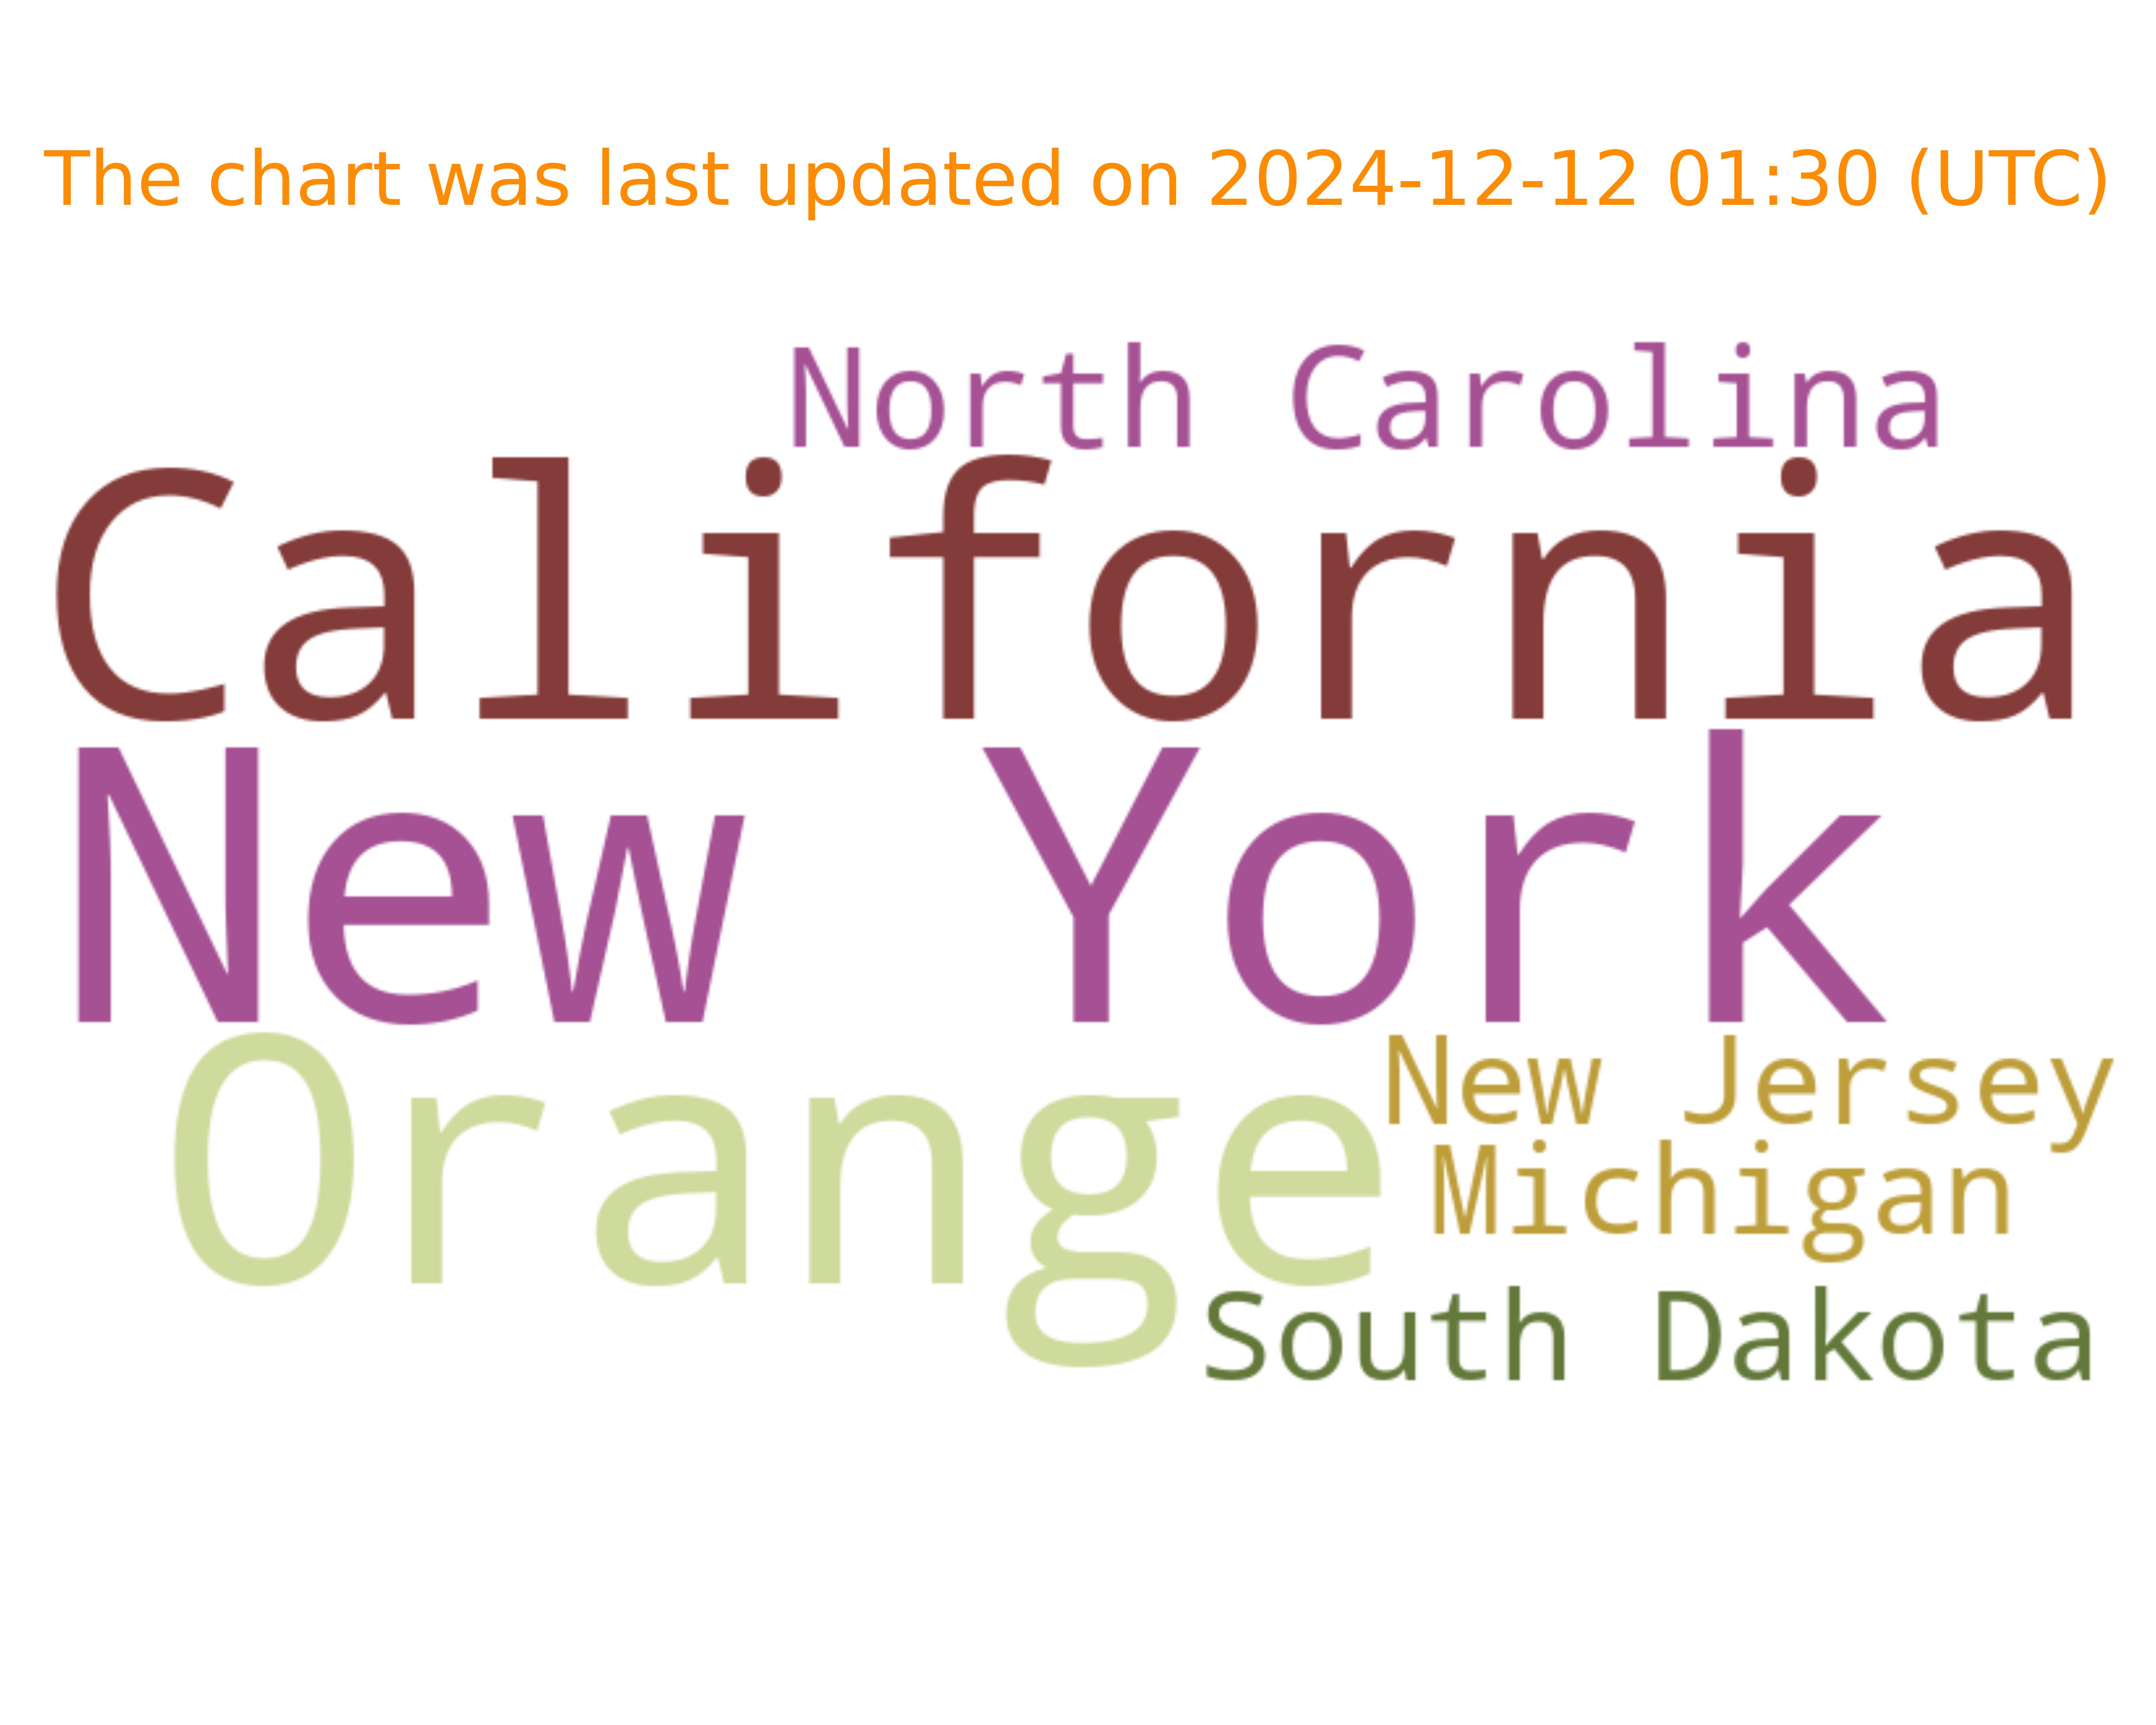 The chart was last updated on 2024-12-12 01:30 (UTC)
North Carolina
California
New York
Orange
New Jersey
Michigan
South Dakota